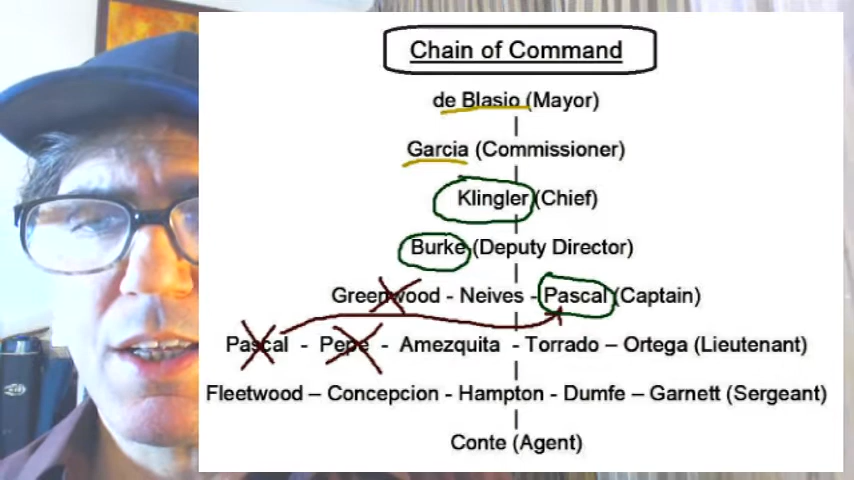 Chain of Command
de Blasio (Mayor)
Garcia (Commissioner)
Klingler (Chief)
Burke (Deputy Director)
Greenwood - Neives - Pascal (Captain)
Pascal - Pepe - Amezquita - Torrado – Ortega (Lieutenant)
Fleetwood – Concepcion - Hampton - Dumfe – Garnett (Sergeant)
Conte (Agent)